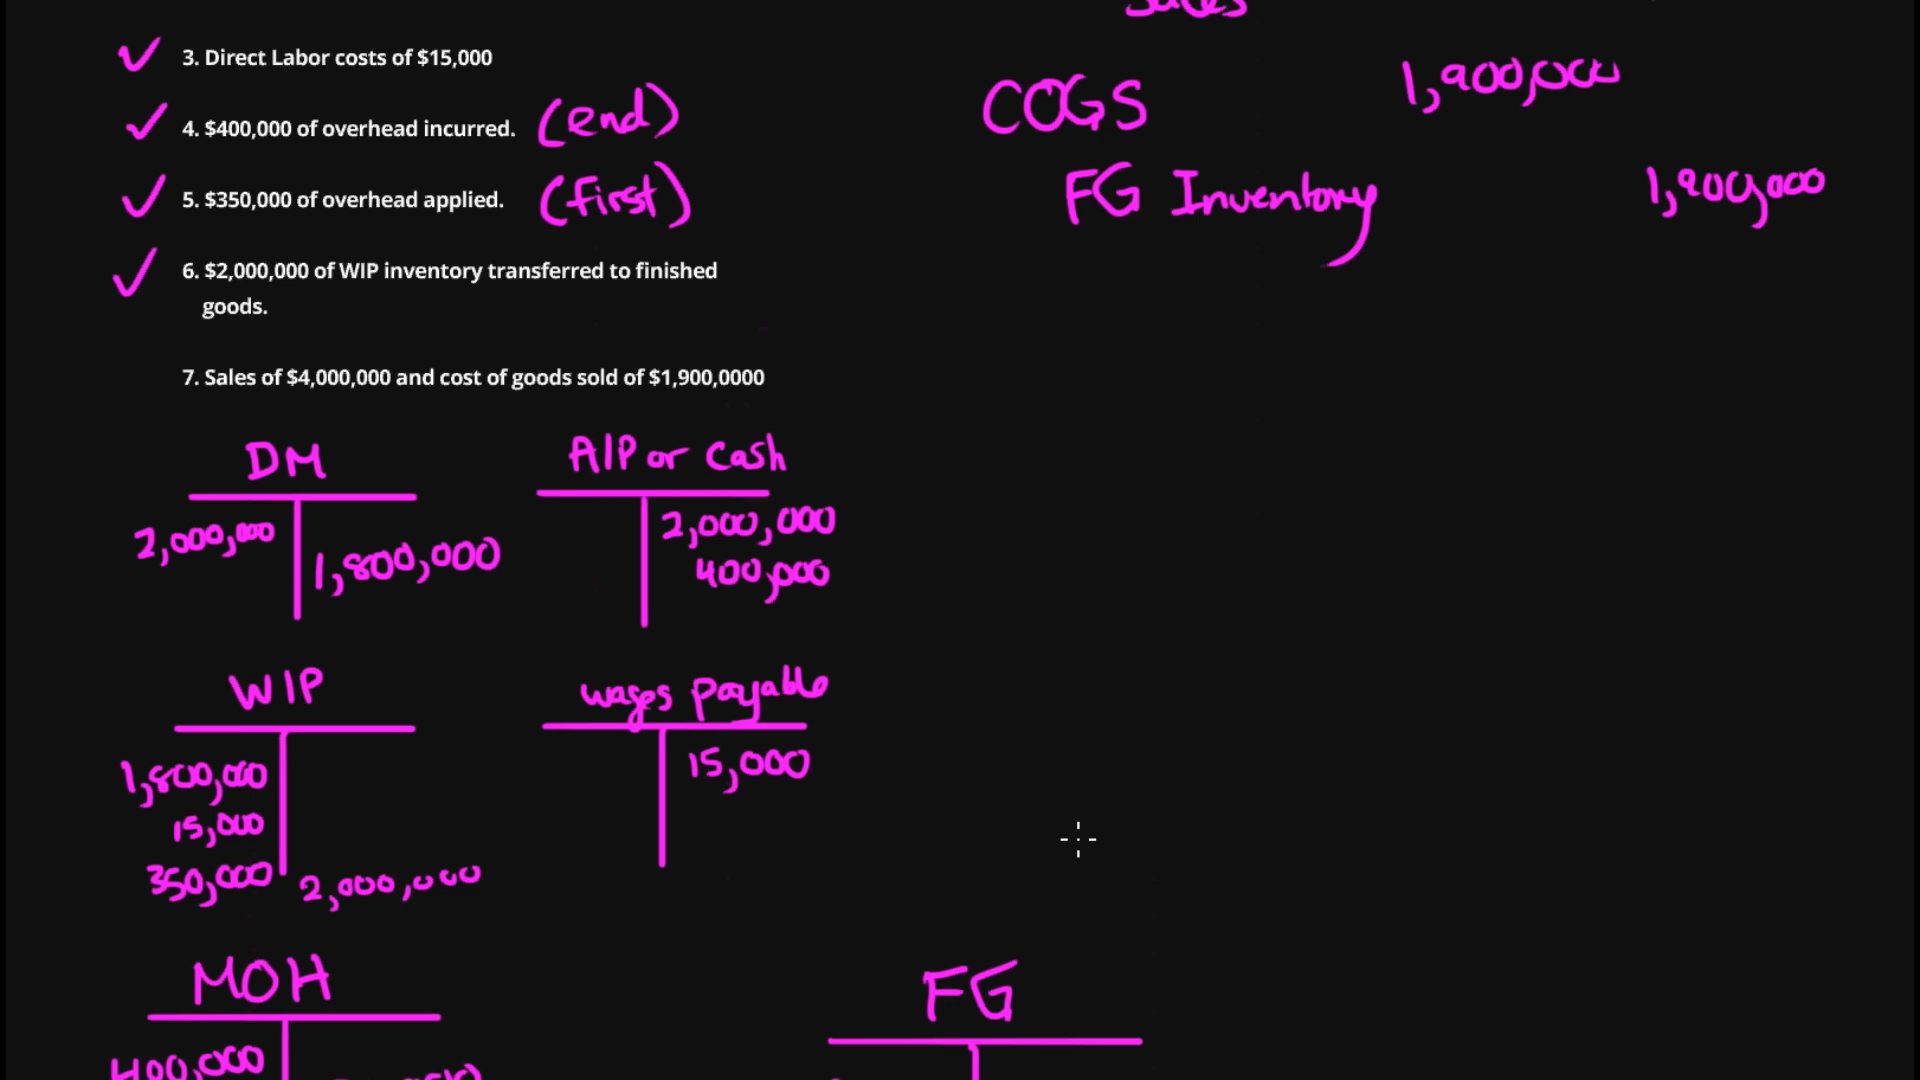 Sales
✓ 3. Direct Labor costs of $15,000
✓ 4. $400,000 of overhead incurred. (end)
✓ 5. $350,000 of overhead applied. (first)
✓ 6. $2,000,000 of WIP inventory transferred to finished
goods.
7. Sales of $4,000,000 and cost of goods sold of $1,900,0000
COGS 1,900,000
FG Inventory 1,900,000
DM
2,000,000
1,800,000
A/P or Cash
2,000,000
400,000
WIP
1,800,000
15,000
350,000
2,000,000
wages payable
15,000
MOH
400,000
FG